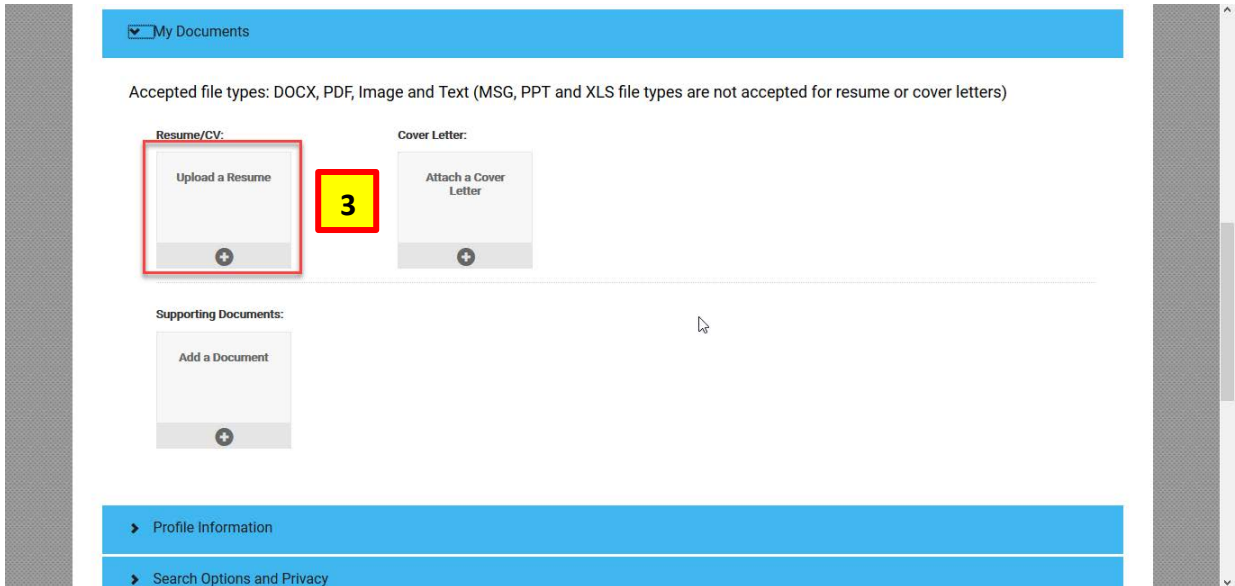 My Documents
Accepted file types: DOCX, PDF, Image and Text (MSG, PPT and XLS file types are not accepted for resume or cover letters)
Resume/CV:
Cover Letter:
Upload a Resume
3
Attach a Cover
Letter
Supporting Documents:
Add a Document
Profile Information
Search Options and Privacy